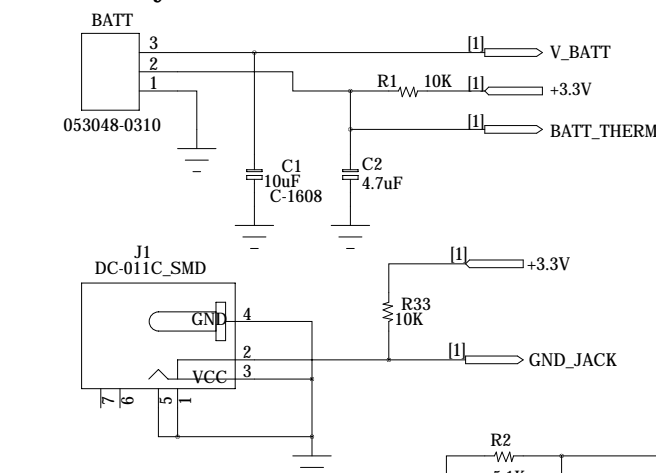 BATT
3 [1] V_BATT
2
1 R1 10K [1] +3.3V
053048-0310 [1] BATT_THERM
C1 C2
10uF 4.7uF
C-1608
J1 [1] +3.3V
DC-011C_SMD
R33
GND 4 10K
2 [1] GND_JACK
VCC 3
7 6 5 1
R2